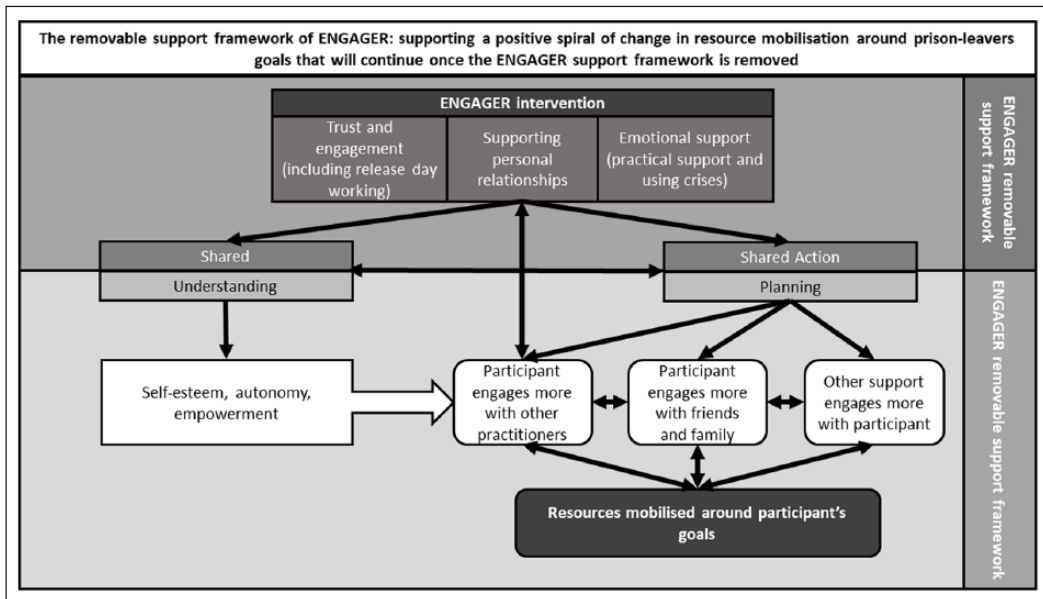 The removable support framework of ENGAGER: supporting a positive spiral of change in resource mobilisation around prison-leavers
goals that will continue once the ENGAGER support framework is removed
ENGAGER intervention
Trust and
engagement
(including release day
working)
Supporting
personal
relationships
Emotional support
(practical support and
using crises)
ENGAGER removable
support framework
Shared
Understanding
Shared Action
Planning
Self-esteem, autonomy,
empowerment
Participant
engages more
with other
practitioners
Participant
engages more
with friends
and family
Other support
engages more
with participant
Resources mobilised around participant's
goals
ENGAGER removable support framework